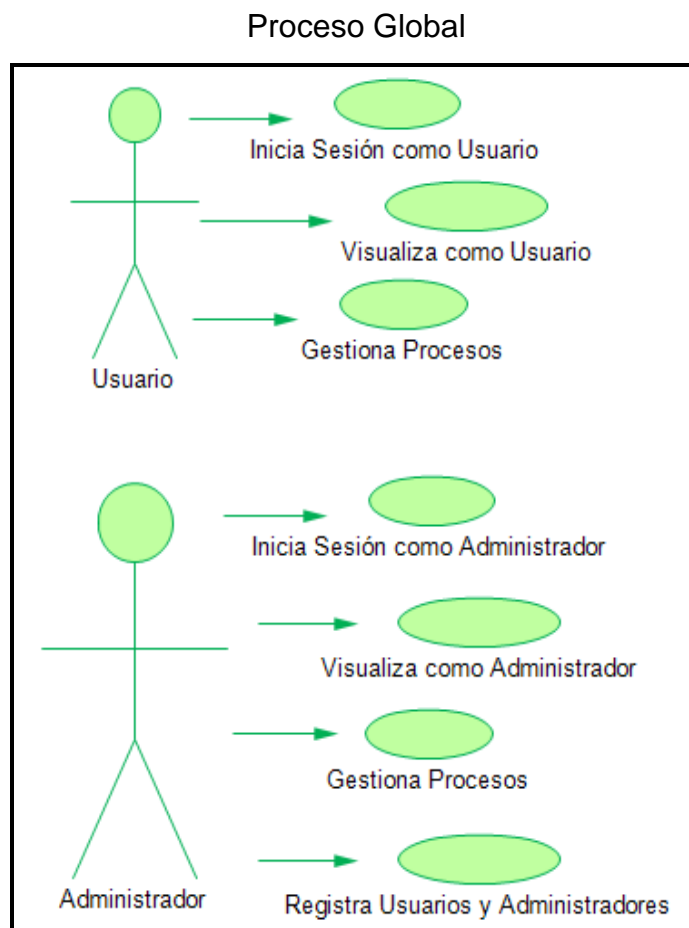 Proceso Global
Inicia Sesión como Usuario
Visualiza como Usuario
Gestiona Procesos
Usuario
Inicia Sesión como Administrador
Visualiza como Administrador
Gestiona Procesos
Administrador
Registra Usuarios y Administradores